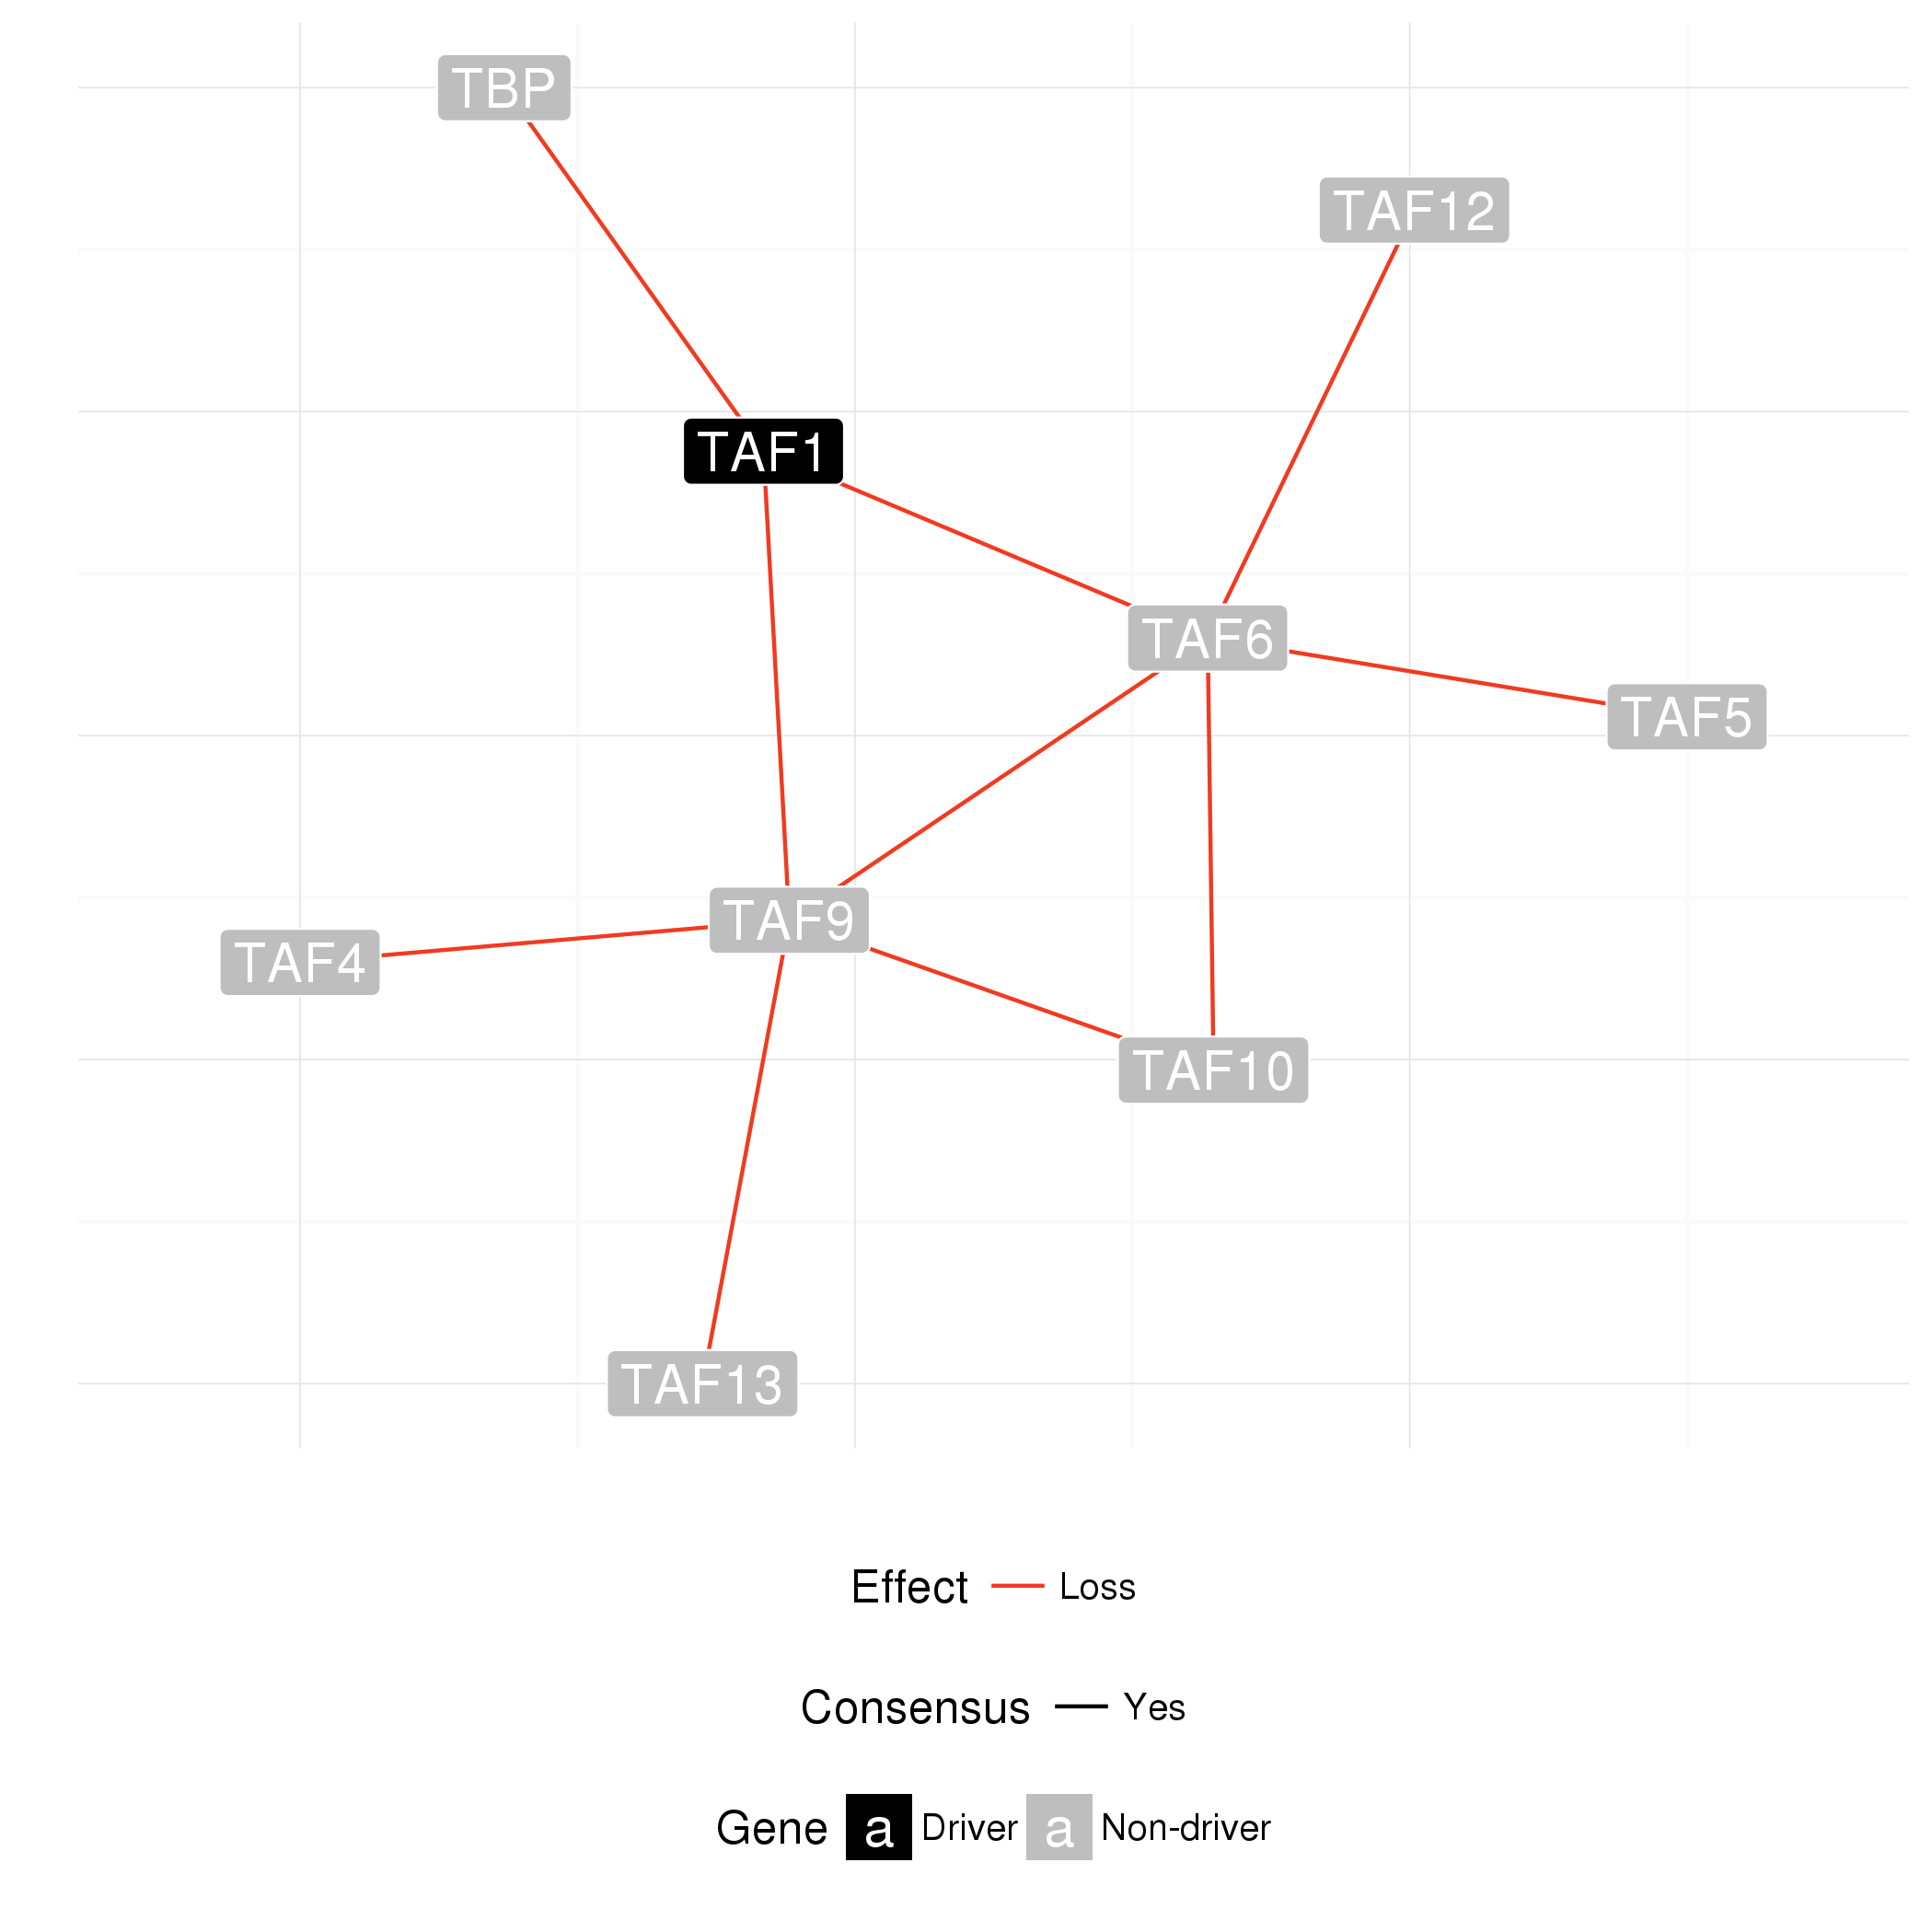 TBP
TAF12
TAF1
TAF6
TAF5
TAF9
TAF4
TAF10
TAF13
Effect Loss
Consensus Yes
Gene a Driver a Non-driver